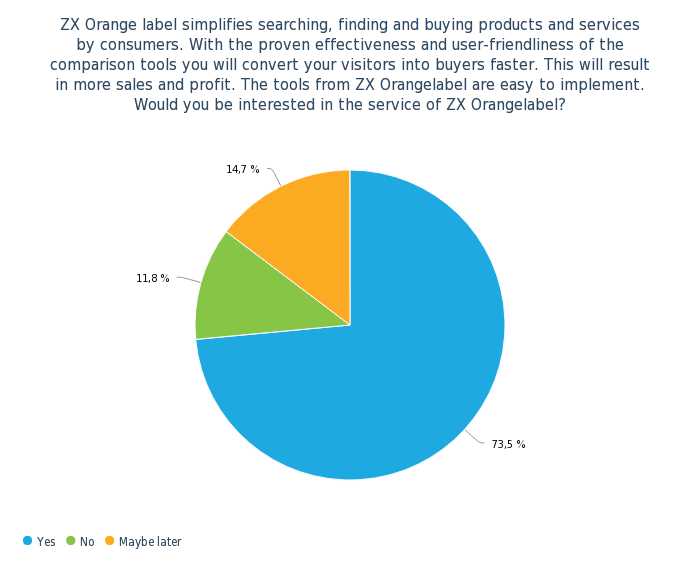 ZX Orange label simplifies searching, finding and buying products and services
by consumers. With the proven effectiveness and user-friendliness of the
comparison tools you will convert your visitors into buyers faster. This will result
in more sales and profit. The tools from ZX Orangelabel are easy to implement.
Would you be interested in the service of ZX Orangelabel?
14,7 %
11,8 %
73,5 %
Yes No Maybe later